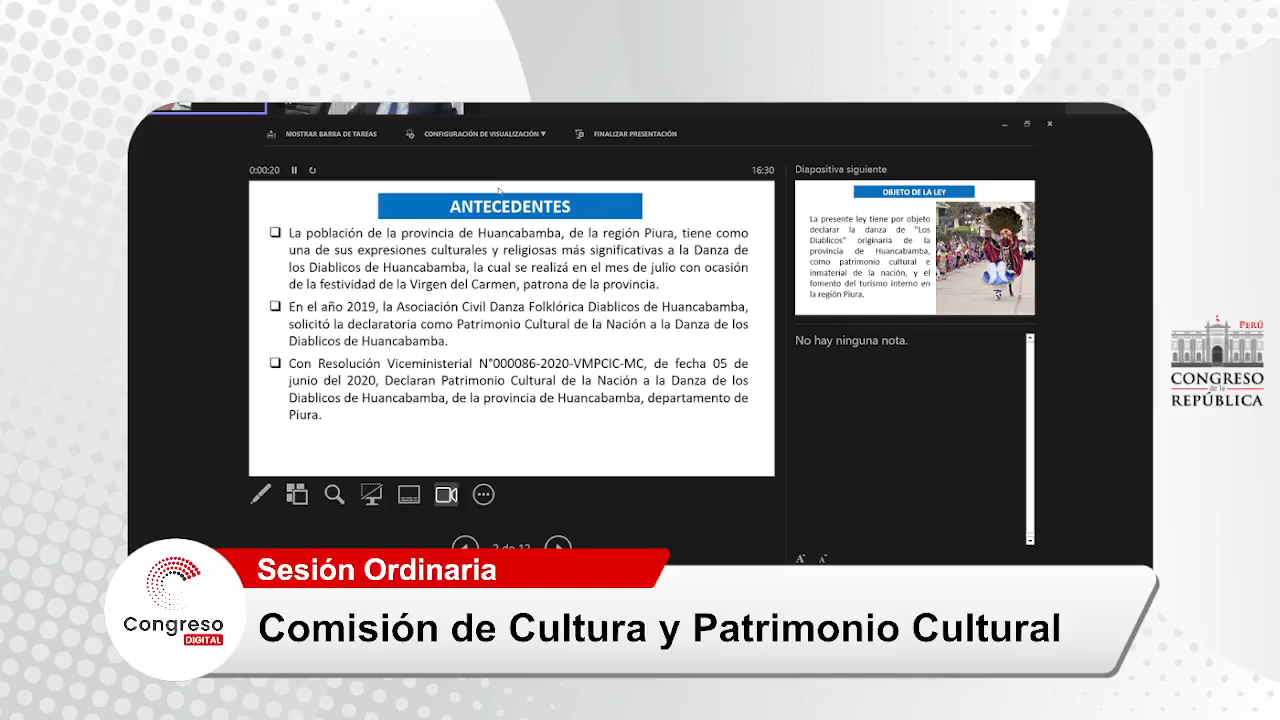 MOSTRAR BARRA DE TAREAS
CONFIGURACIÓN DE VISUALIZACIÓN ▼
FINALIZAR PRESENTACIÓN
0:00:20
16:30
ANTECEDENTES
❑ La población de la provincia de Huancabamba, de la región Piura, tiene como
una de sus expresiones culturales y religiosas más significativas a la Danza de
los Diablicos de Huancabamba, la cual se realizá en el mes de julio con ocasión
de la festividad de la Virgen del Carmen, patrona de la provincia.
❑ En el año 2019, la Asociación Civil Danza Folklórica Diablicos de Huancabamba,
solicitó la declaratoria como Patrimonio Cultural de la Nación a la Danza de los
Diablicos de Huancabamba.
❑ Con Resolución Viceministerial N°000086-2020-VMPCIC-MC, de fecha 05 de
junio del 2020, Declaran Patrimonio Cultural de la Nación a la Danza de los
Diablicos de Huancabamba, de la provincia de Huancabamba, departamento de
Piura.
2 de 12
Diapositiva siguiente
OBJETO DE LA LEY
La presente ley tiene por objeto
declarar la danza de "Los
Diablicos" originaria de la
provincia de Huancabamba,
como patrimonio cultural e
inmaterial de la nación, y el
fomento del turismo interno en
la región Piura.
No hay ninguna nota.
A A
PERÚ
CONGRESO
de la
REPÚBLICA
Congreso
DIGITAL
Sesión Ordinaria
Comisión de Cultura y Patrimonio Cultural